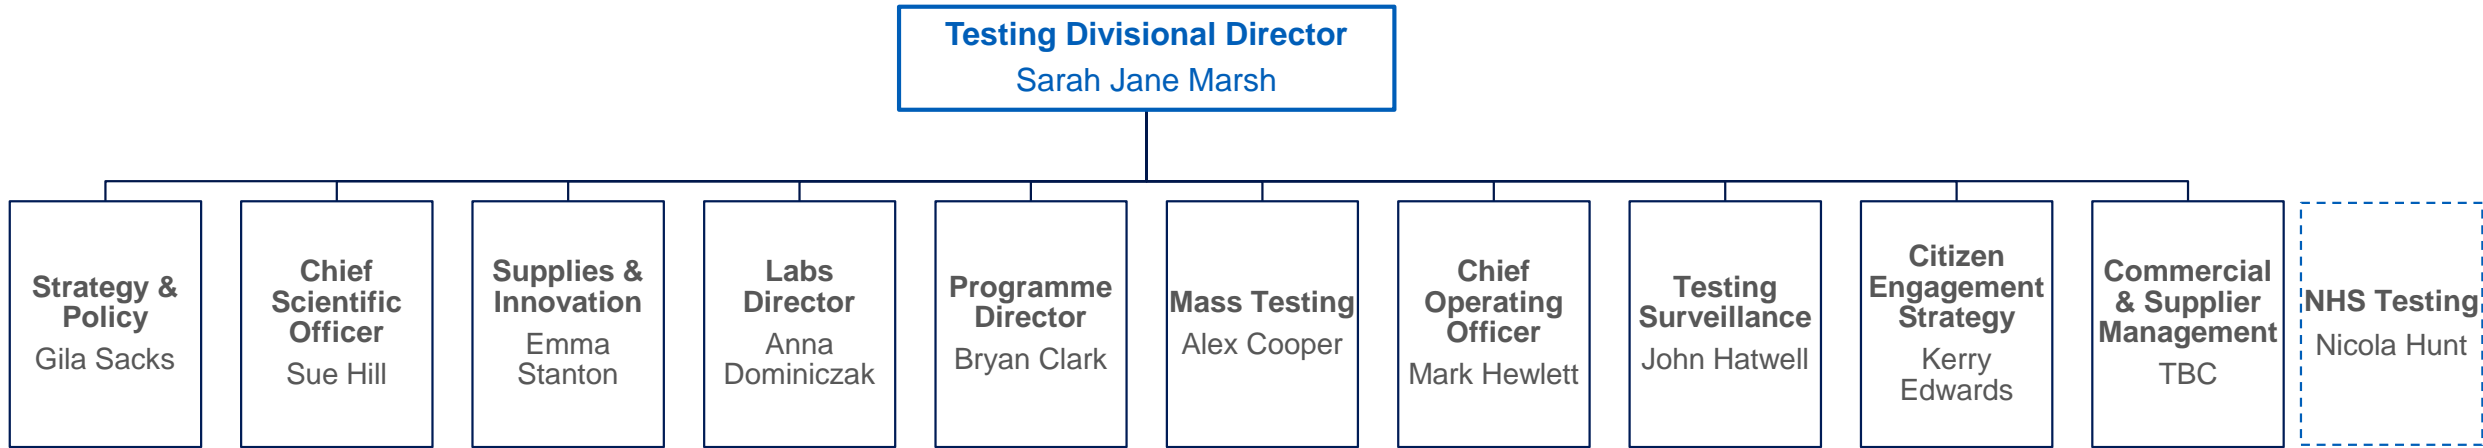 Testing Divisional Director
Sarah Jane Marsh
Strategy &
Policy
Gila Sacks
Chief
Scientific
Officer
Sue Hill
Supplies &
Innovation
Emma
Stanton
Labs
Director
Anna
Dominiczak
Programme
Director
Bryan Clark
Mass Testing
Alex Cooper
Chief
Operating
Officer
Mark Hewlett
Testing
Surveillance
John Hatwell
Citizen
Engagement
Strategy
Kerry
Edwards
Commercial
& Supplier
Management
TBC
NHS Testing
Nicola Hunt